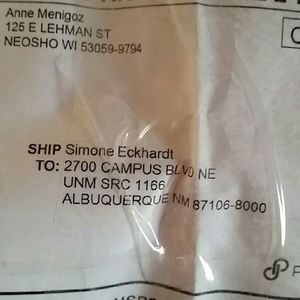 Anne Menigoz
125 E LEHMAN ST
NEOSHO WI 53059-9794
C
SHIP Simone Eckhardt
TO: 2700 CAMPUS BLVD NE
UNM SRC 1166
ALBUQUERQUE NM 87106-8000
P